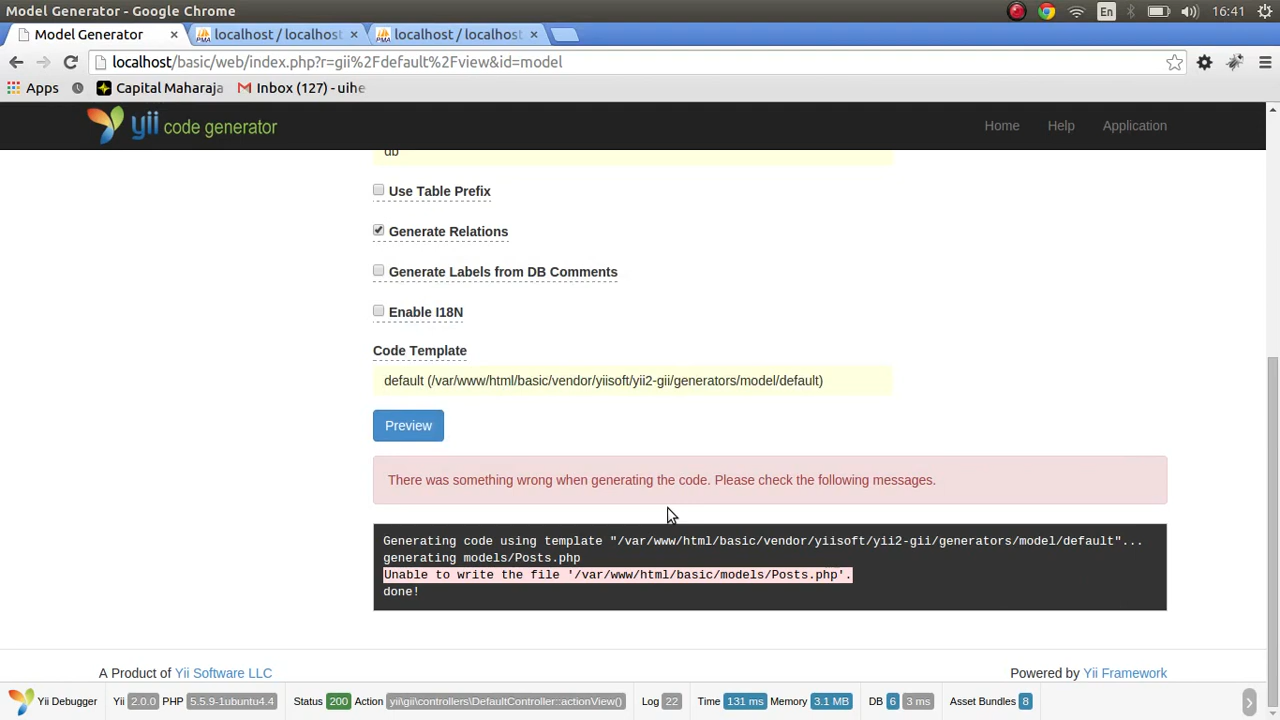 Model Generator - Google Chrome
En
16:41
Model Generator
localhost / localhost
localhost / localhost
localhost/basic/web/index.php?r=gii%2Fdefault%2Fview&id=model
Apps
Capital Maharaja
Inbox (127) - uihe
yii code generator
Home
Help
Application
db
Use Table Prefix
Generate Relations
Generate Labels from DB Comments
Enable I18N
Code Template
default (/var/www/html/basic/vendor/yiisoft/yii2-gii/generators/model/default)
Preview
There was something wrong when generating the code. Please check the following messages.
Generating code using template "/var/www/html/basic/vendor/yiisoft/yii2-gii/generators/model/default"...
generating models/Posts.php
Unable to write the file '/var/www/html/basic/models/Posts.php'.
done!
A Product of Yii Software LLC
Powered by Yii Framework
Yii Debugger
Yii 2.0.0 PHP 5.5.9-1ubuntu4.4
Status 200 Action yii\gii\controllers\DefaultController::actionView()
Log 22
Time 131 ms Memory 3.1 MB
DB 6 3 ms
Asset Bundles 8